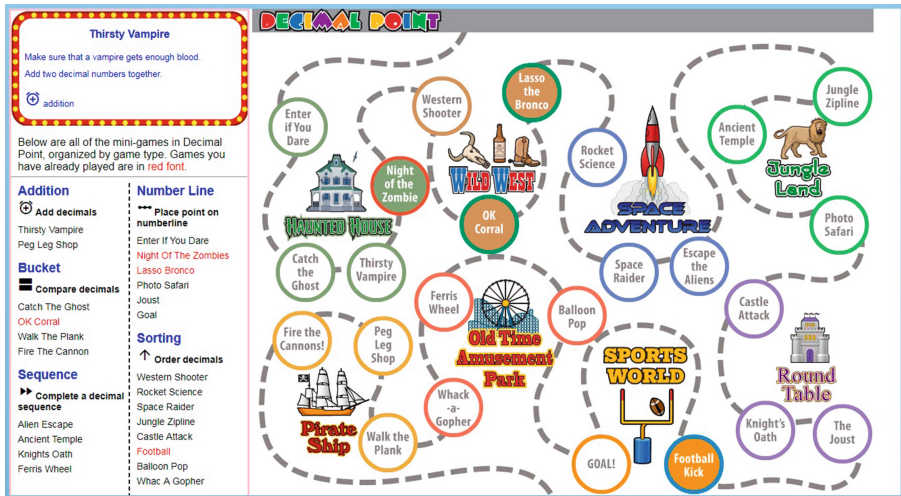 DECIMAL POINT
Thirsty Vampire
Make sure that a vampire gets enough blood.
Add two decimal numbers together.
addition
Below are all of the mini-games in Decimal
Point, organized by game type. Games you
have already played are in red font.
Addition
Add decimals
Thirsty Vampire
Peg Leg Shop
Bucket
Compare decimals
Catch The Ghost
OK Corral
Walk The Plank
Fire The Cannon
Sequence
Complete a decimal
sequence
Alien Escape
Ancient Temple
Knights Oath
Ferris Wheel
Number Line
Place point on
numberline
Enter If You Dare
Night Of The Zombies
Lasso Bronco
Photo Safari
Joust
Goal
Sorting
Order decimals
Western Shooter
Rocket Science
Space Raider
Jungle Zipline
Castle Attack
Football
Balloon Pop
Whac A Gopher
Enter
if You
Dare
Night
of the
Zombie
HAUNTED HOUSE
Catch
the
Ghost
Thirsty
Vampire
Western
Shooter
Lasso
the
Bronco
WILD WEST
OK
Corral
Rocket
Science
SPACE
ADVENTURE
Space
Raider
Escape
the
Aliens
Ancient
Temple
Jungle
Zipline
Jungle
Land
Photo
Safari
Fire the
Cannons!
Peg
Leg
Shop
Pirate
Ship
Walk the
Plank
Ferris
Wheel
Balloon
Pop
Old Time
Amusement
Park
Whack
-a-
Gopher
SPORTS
WORLD
GOAL!
Football
Kick
Castle
Attack
Round
Table
Knight's
Oath
The
Joust